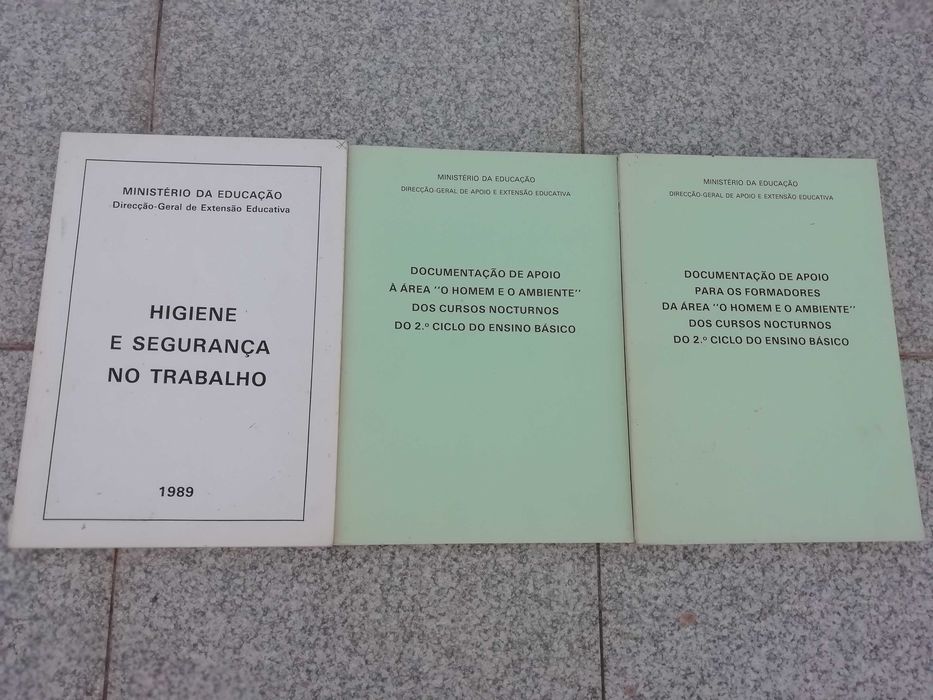 MINISTÉRIO DA EDUCAÇÃO
Direcção-Geral de Extensão Educativa
HIGIENE
E SEGURANÇA
NO TRABALHO
1989
MINISTÉRIO DA EDUCAÇÃO
DIRECÇÃO-GERAL DE APOIO E EXTENSÃO EDUCATIVA
DOCUMENTAÇÃO DE APOIO
À ÁREA "O HOMEM E O AMBIENTE"
DOS CURSOS NOCTURNOS
DO 2.º CICLO DO ENSINO BÁSICO
MINISTÉRIO DA EDUCAÇÃO
DIRECÇÃO-GERAL DE APOIO E EXTENSÃO EDUCATIVA
DOCUMENTAÇÃO DE APOIO
PARA OS FORMADORES
DA ÁREA "O HOMEM E O AMBIENTE"
DOS CURSOS NOCTURNOS
DO 2.º CICLO DO ENSINO BÁSICO